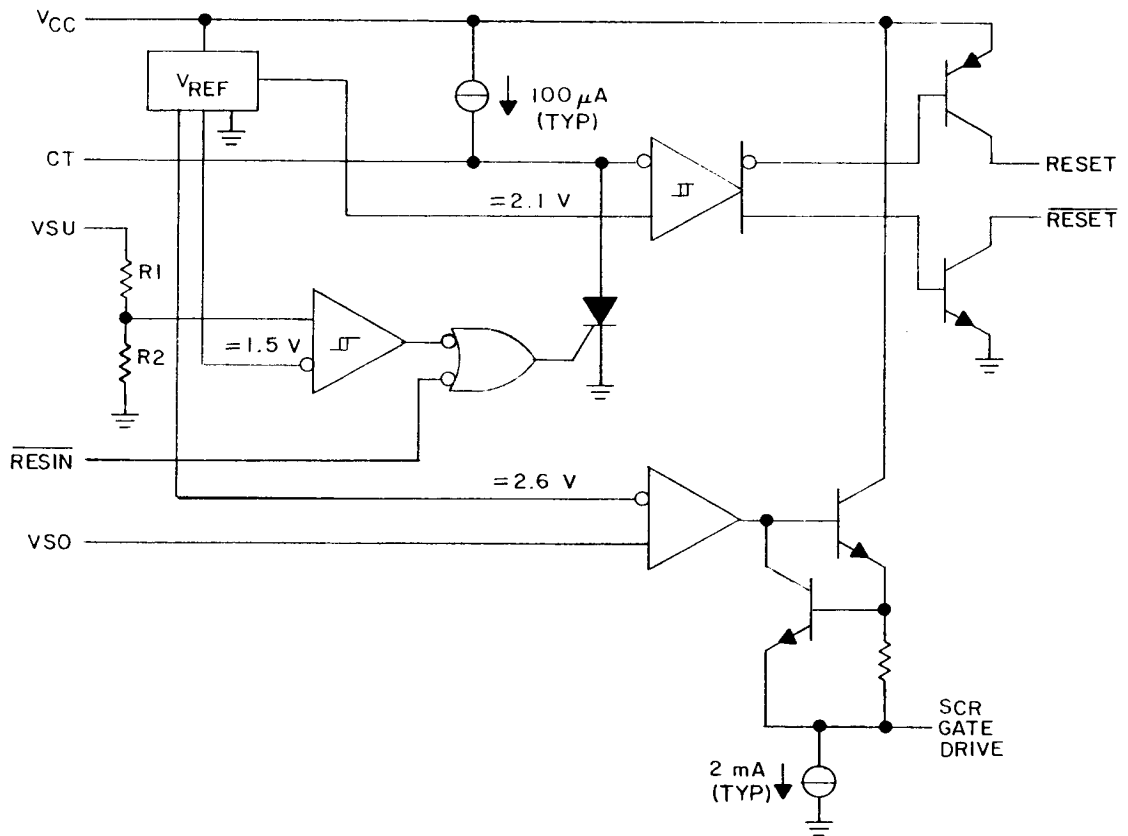 VCC
VREF
100 μA
(TYP)
CT
RESET
=2.1 V
RESET
VSU
R1
=1.5 V
R2
RESIN
=2.6 V
VSO
SCR
GATE
DRIVE
2 mA
(TYP)